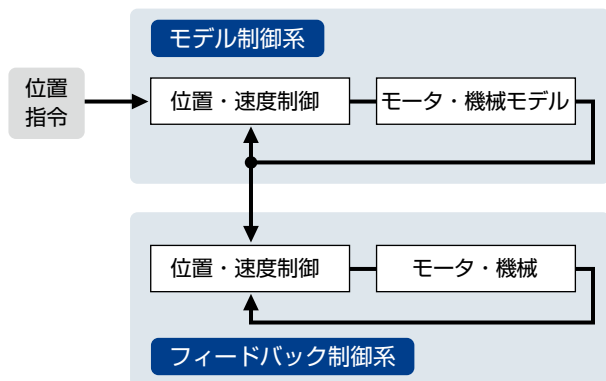 モデル制御系
位置
指令
位置・速度制御
モータ・機械モデル
位置・速度制御
モータ・機械
フィードバック制御系